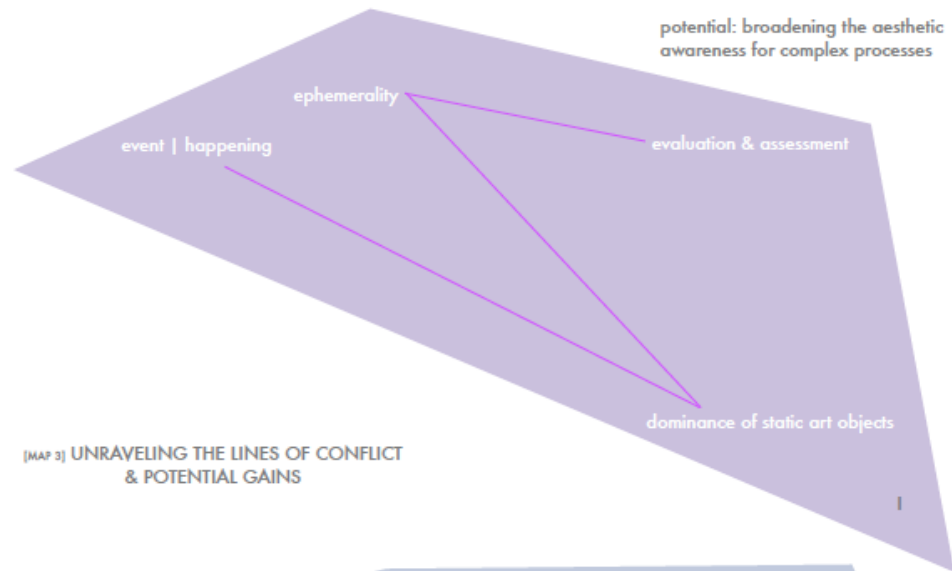 potential: broadening the aesthetic
awareness for complex processes
ephemerality
event | happening
evaluation & assessment
dominance of static art objects
[MAP 3] UNRAVELING THE LINES OF CONFLICT
& POTENTIAL GAINS
I